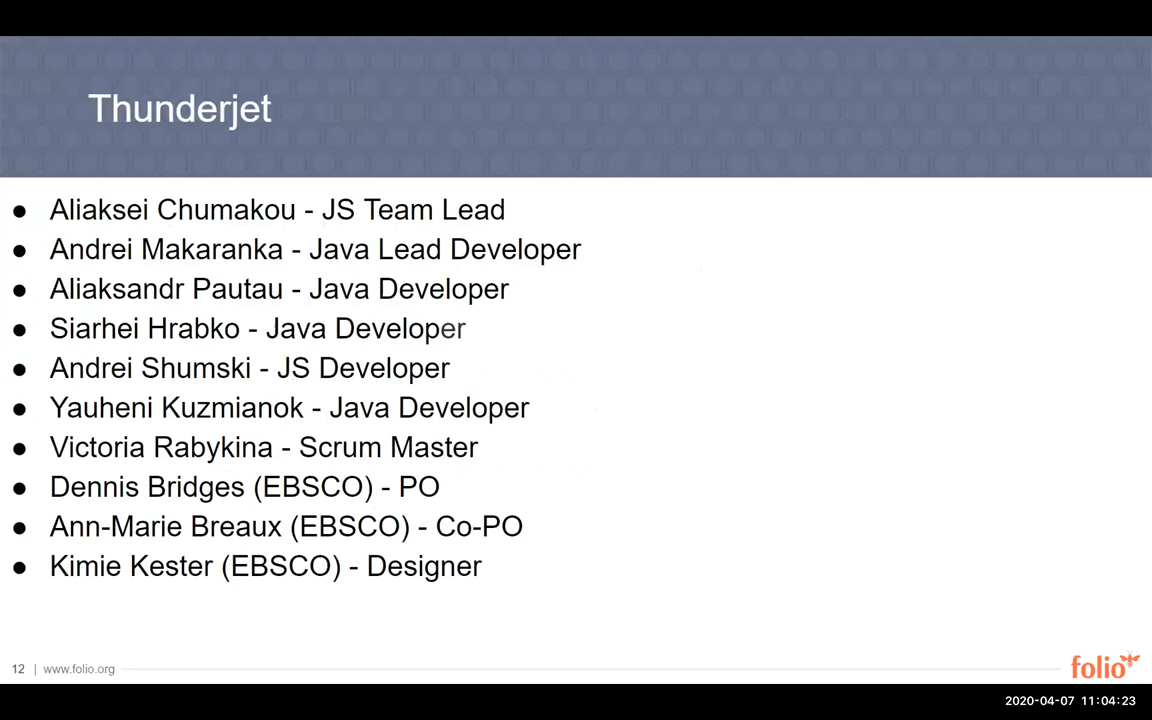 Thunderjet
● Aliaksei Chumakou - JS Team Lead
● Andrei Makaranka - Java Lead Developer
● Aliaksandr Pautau - Java Developer
● Siarhei Hrabko - Java Developer
● Andrei Shumski - JS Developer
● Yauheni Kuzmianok - Java Developer
● Victoria Rabykina - Scrum Master
● Dennis Bridges (EBSCO) - PO
● Ann-Marie Breaux (EBSCO) - Co-PO
● Kimie Kester (EBSCO) - Designer
12 | www.folio.org
folio
2020-04-07 11:04:23